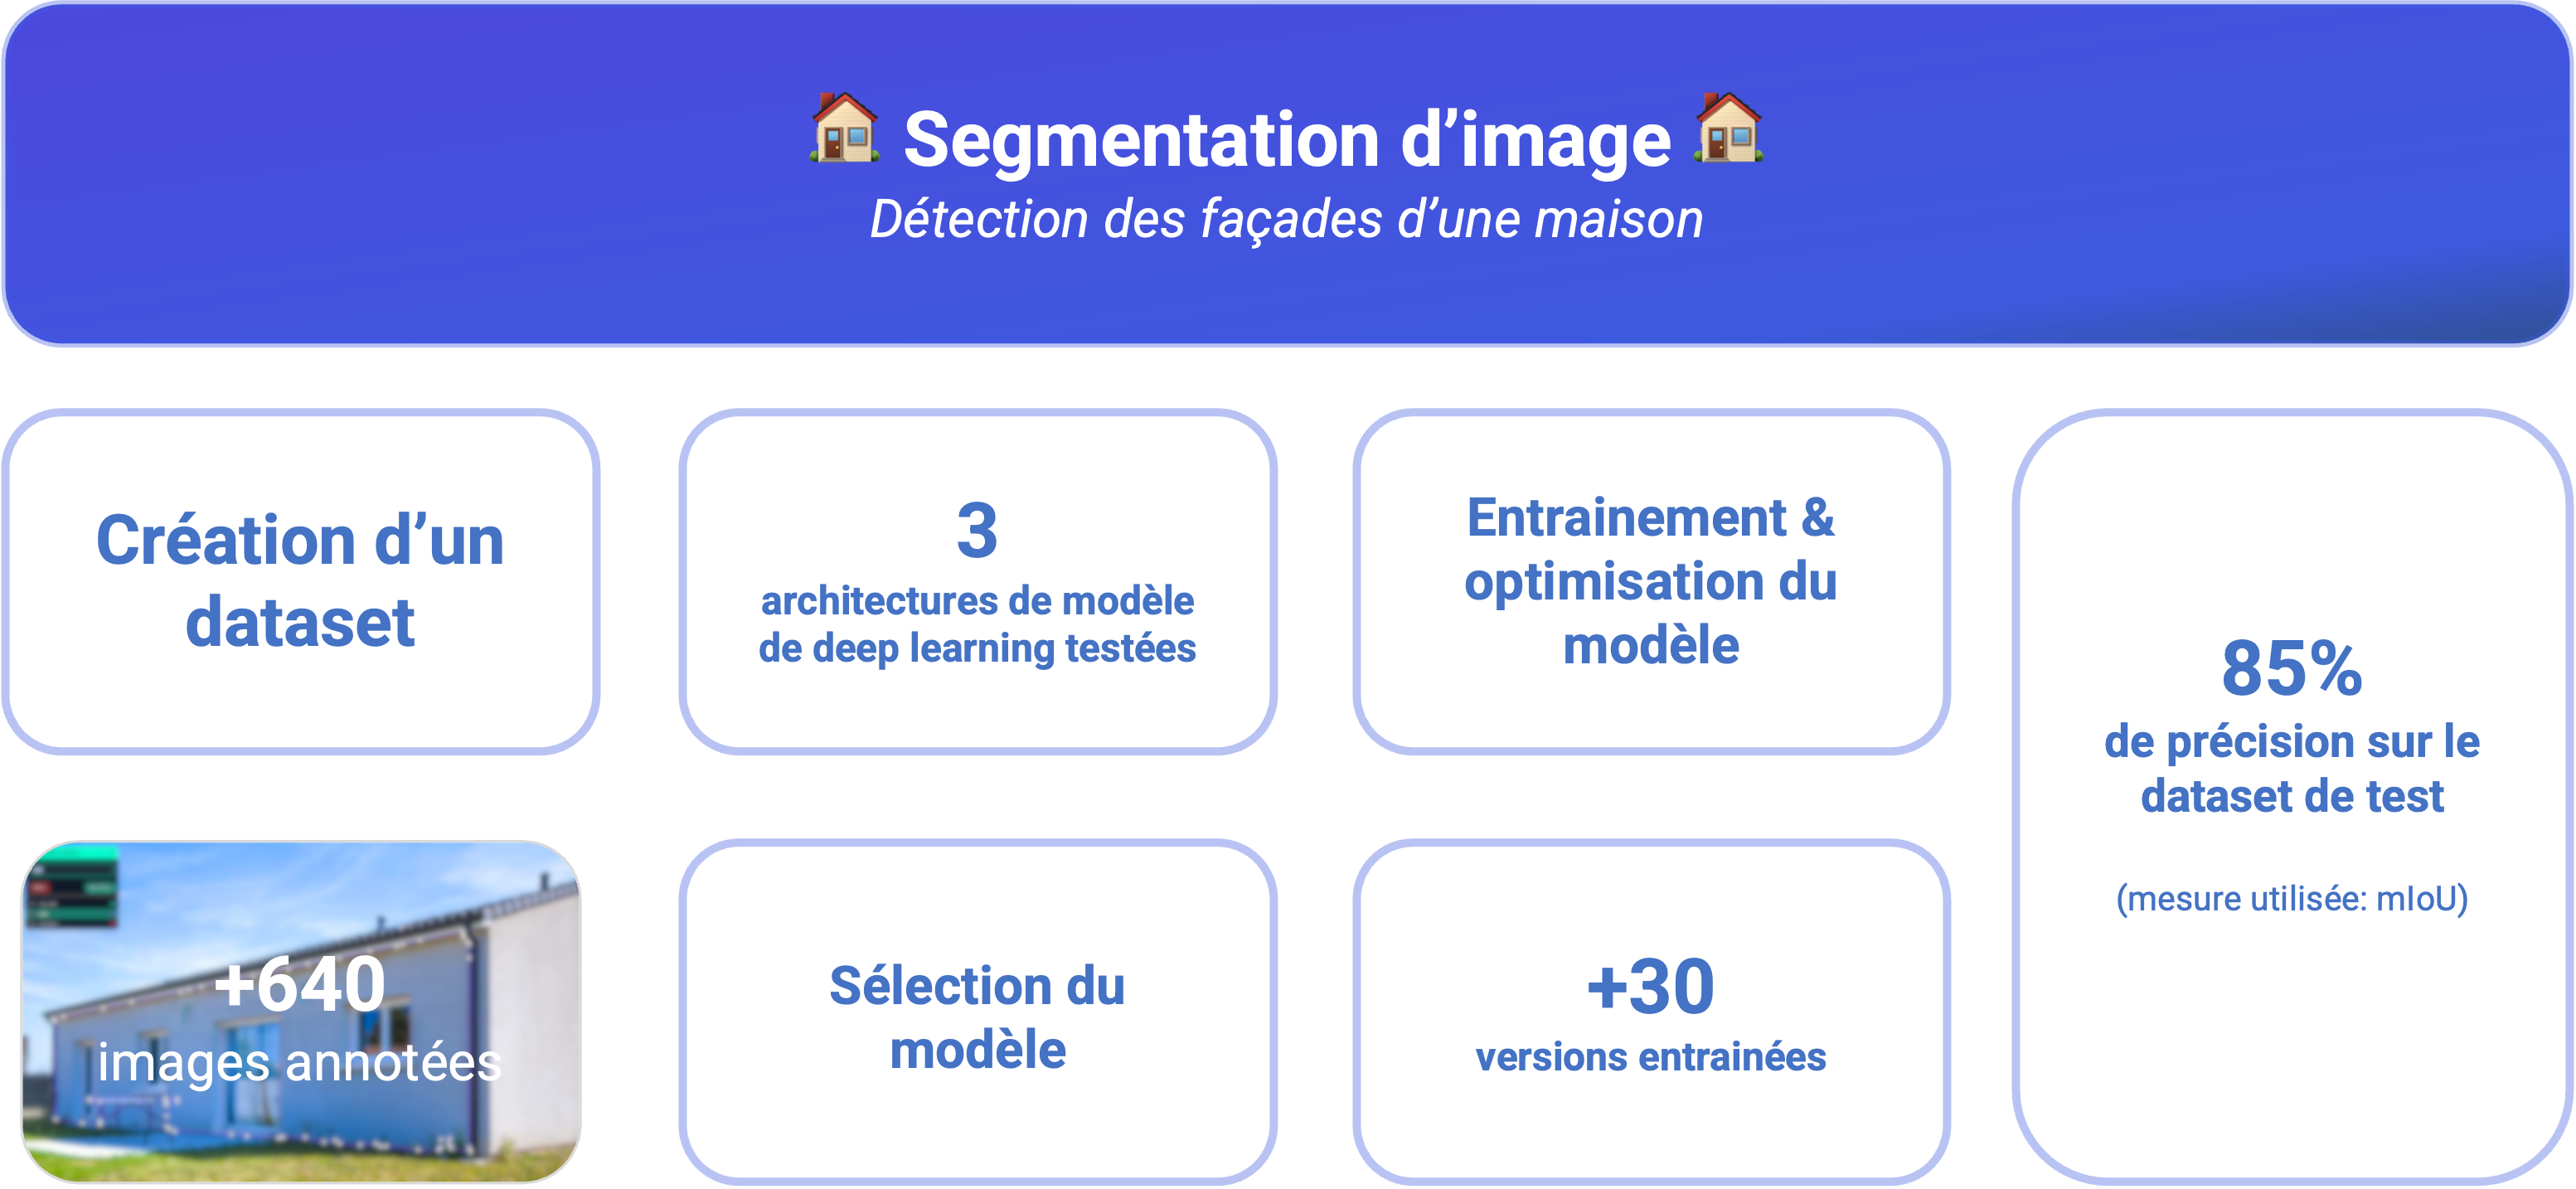 🏠 Segmentation d’image 🏠
Détection des façades d’une maison
Création d’un
dataset
3
architectures de modèle
de deep learning testées
Entrainement &
optimisation du
modèle
85%
de précision sur le
dataset de test
(mesure utilisée: mIoU)
+640
images annotées
Sélection du
modèle
+30
versions entrainées